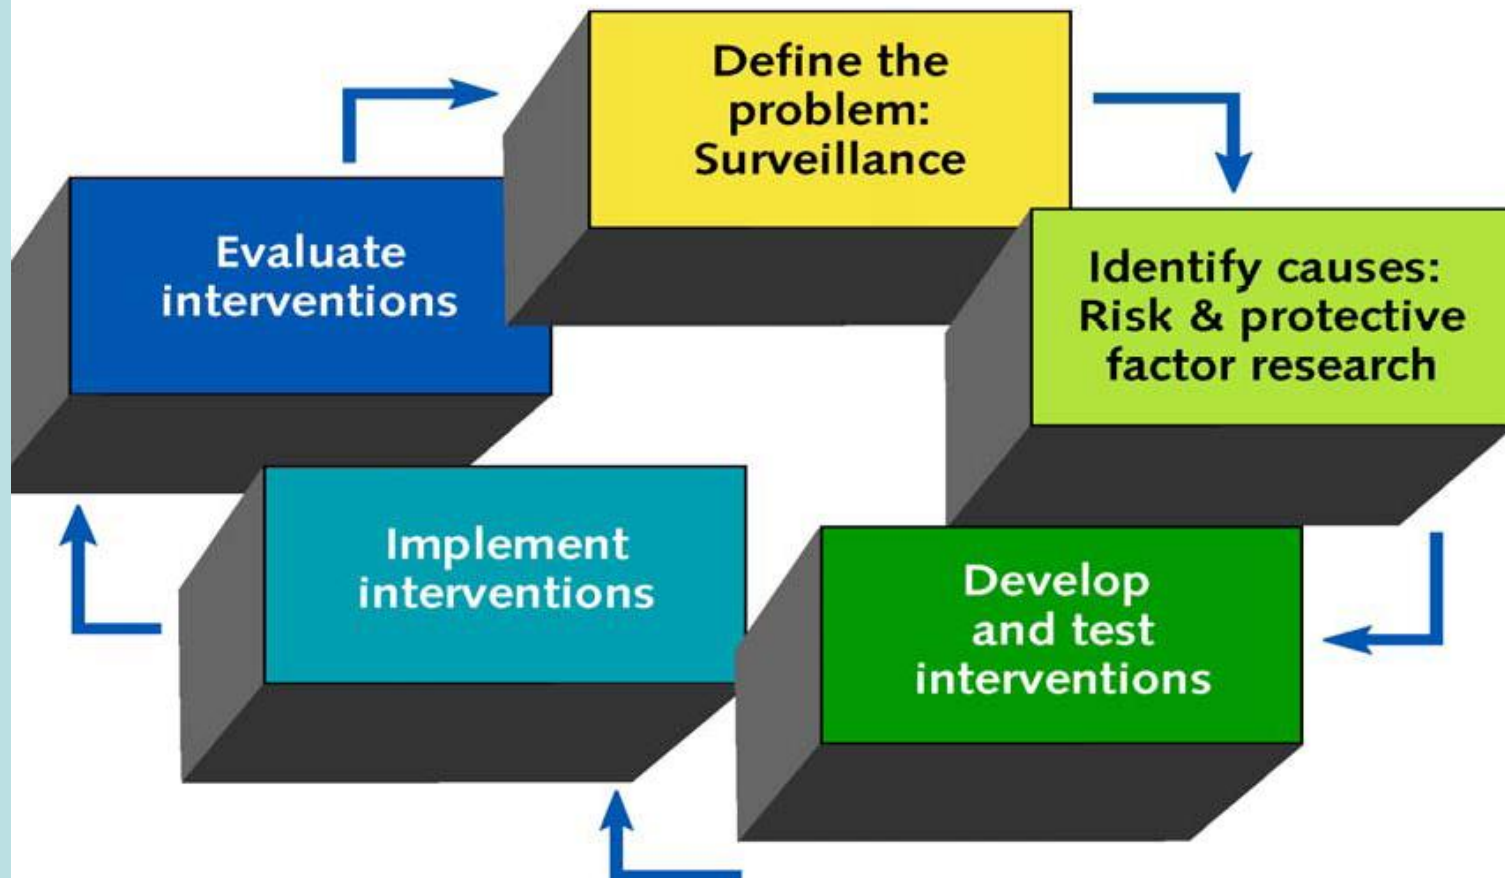 Define the
problem:
Surveillance
Identify causes:
Risk & protective
factor research
Develop
and test
interventions
Implement
interventions
Evaluate
interventions